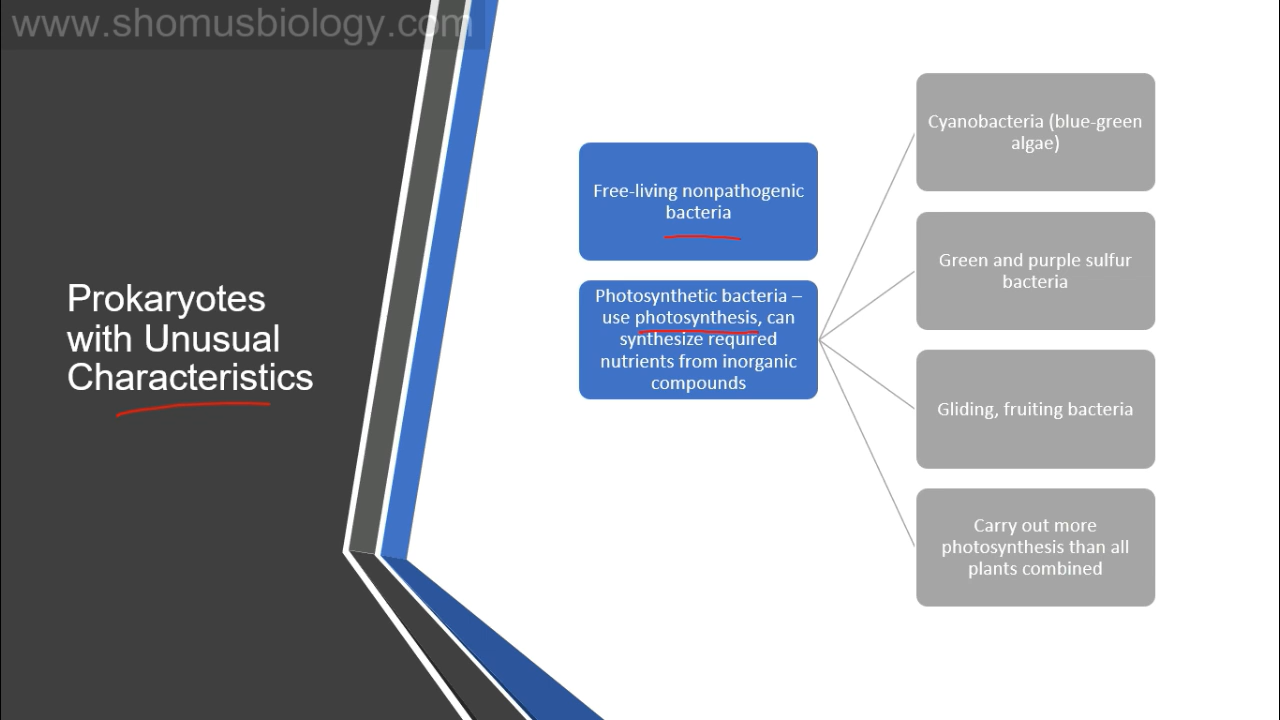 www.shomusbiology.com
Prokaryotes
with Unusual
Characteristics
Free-living nonpathogenic
bacteria
Photosynthetic bacteria –
use photosynthesis, can
synthesize required
nutrients from inorganic
compounds
Cyanobacteria (blue-green
algae)
Green and purple sulfur
bacteria
Gliding, fruiting bacteria
Carry out more
photosynthesis than all
plants combined